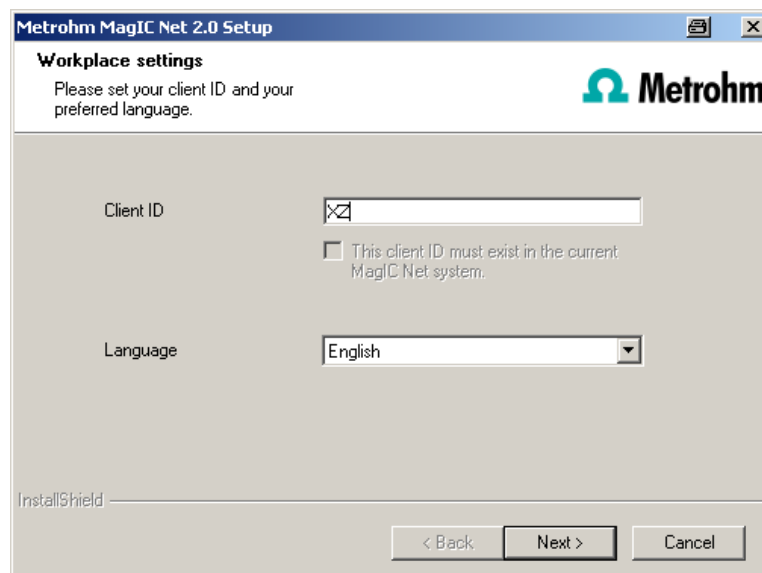 Metrohm MagIC Net 2.0 Setup
Workplace settings
Please set your client ID and your
preferred language.
Metrohm
Client ID
XZ
This client ID must exist in the current
MagIC Net system.
Language
English
InstallShield
< Back
Next >
Cancel